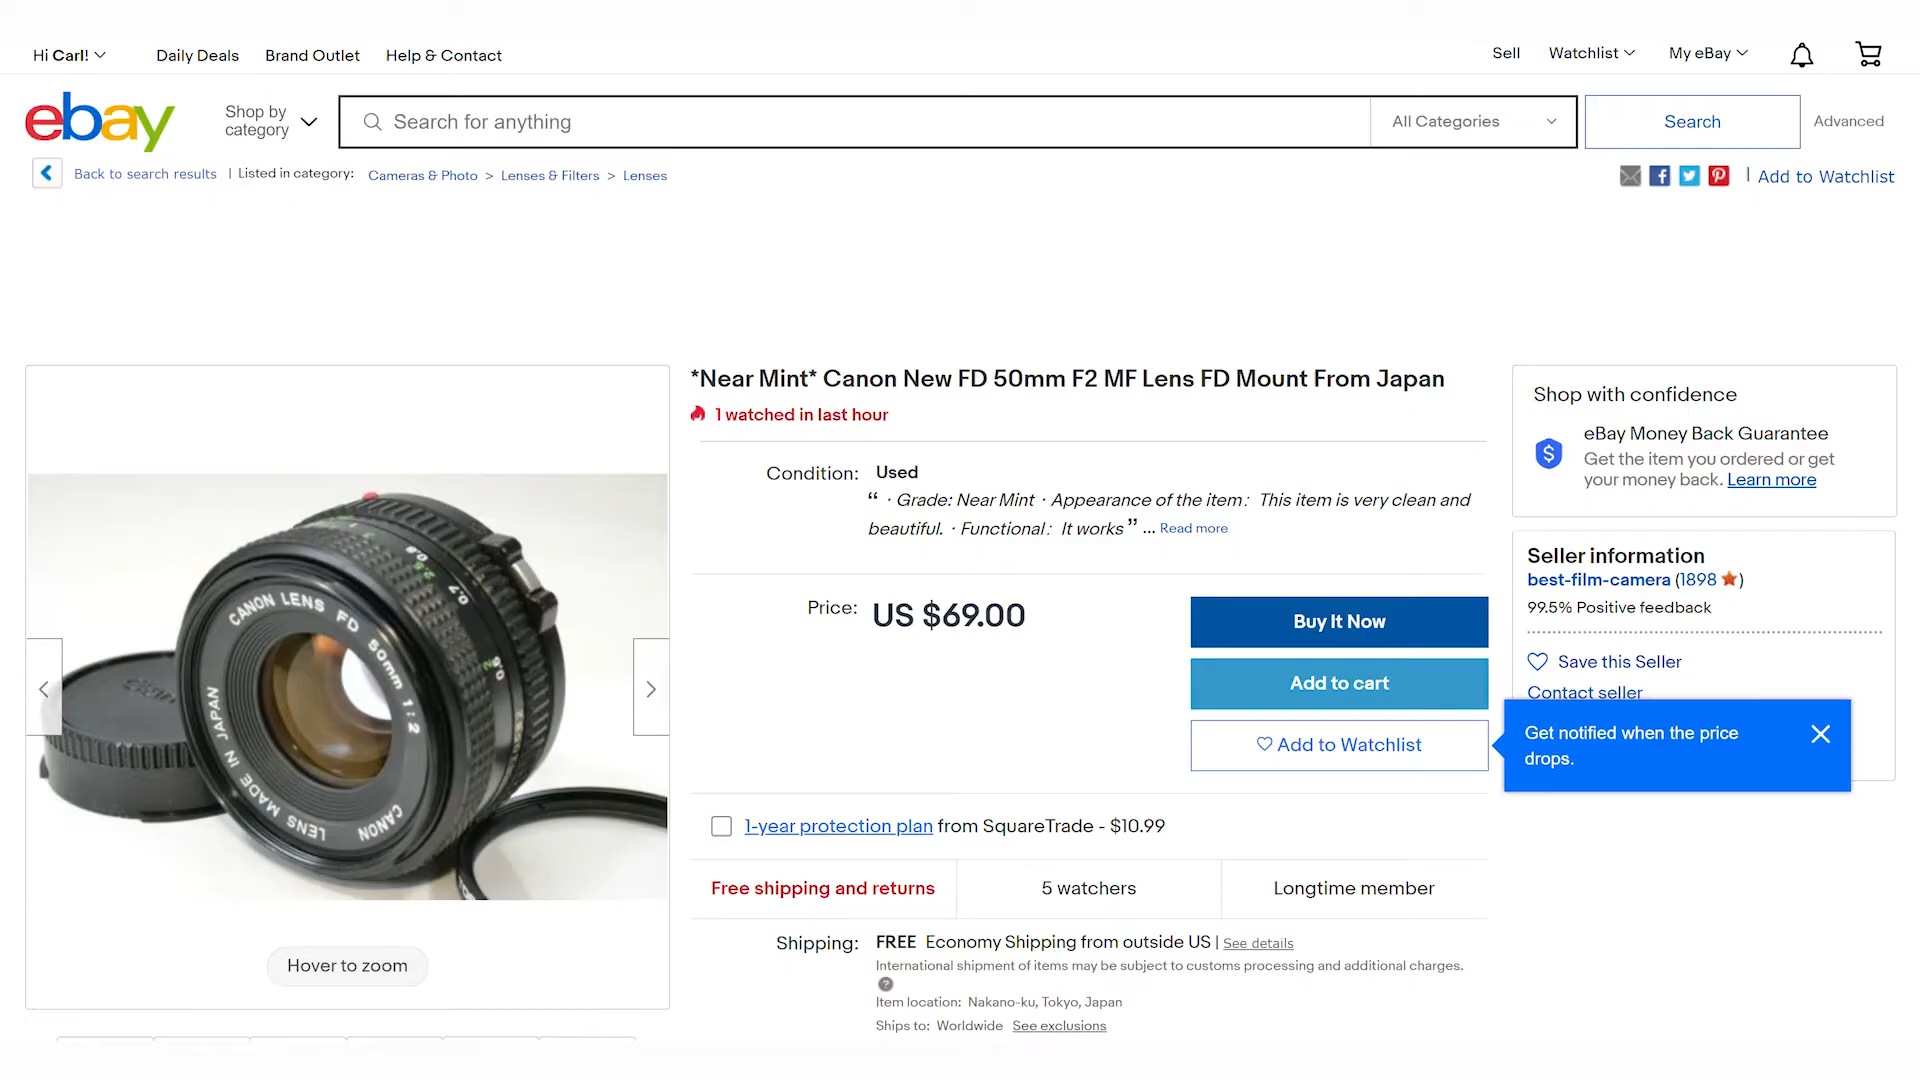 Hi Carl!
Daily Deals
Brand Outlet
Help & Contact
Sell
Watchlist
My eBay
ebay
Shop by
category
Search for anything
All Categories
Search
Advanced
Back to search results | Listed in category: Cameras & Photo > Lenses & Filters > Lenses
| Add to Watchlist
*Near Mint* Canon New FD 50mm F2 MF Lens FD Mount From Japan
1 watched in last hour
Condition: Used
“ ・Grade: Near Mint・Appearance of the item: This item is very clean and
beautiful. ・Functional: It works ” ... Read more
Price: US $69.00
Buy It Now
Add to cart
Add to Watchlist
1-year protection plan from SquareTrade - $10.99
Free shipping and returns
5 watchers
Longtime member
Shipping: FREE Economy Shipping from outside US | See details
International shipment of items may be subject to customs processing and additional charges.
?
Item location: Nakano-ku, Tokyo, Japan
Ships to: Worldwide See exclusions
Shop with confidence
$
eBay Money Back Guarantee
Get the item you ordered or get
your money back. Learn more
Seller information
best-film-camera (1898)
99.5% Positive feedback
Save this Seller
Contact seller
Get notified when the price
drops.
CANON LENS FD 50mm 1:2
CANON LENS MADE IN JAPAN
Canon
0.8
2.5
0.7
2
0.6
Hover to zoom